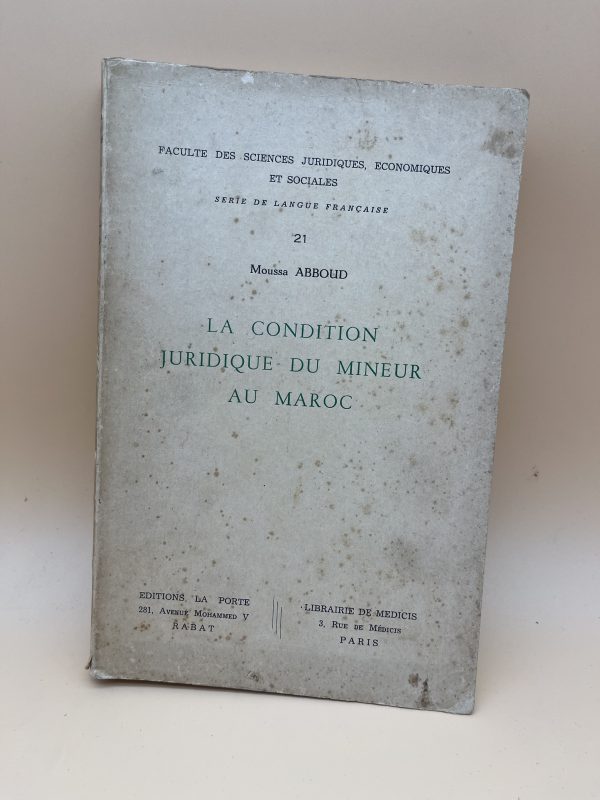 FACULTE DES SCIENCES JURIDIQUES, ECONOMIQUES
ET SOCIALES
SERIE DE LANGUE FRANÇAISE
21
Moussa ABBOUD
LA CONDITION
JURIDIQUE DU MINEUR
AU MAROC
EDITIONS LA PORTE
281, Avenue Mohammed V
RABAT
LIBRAIRIE DE MEDICIS
3, Rue de Médicis
PARIS